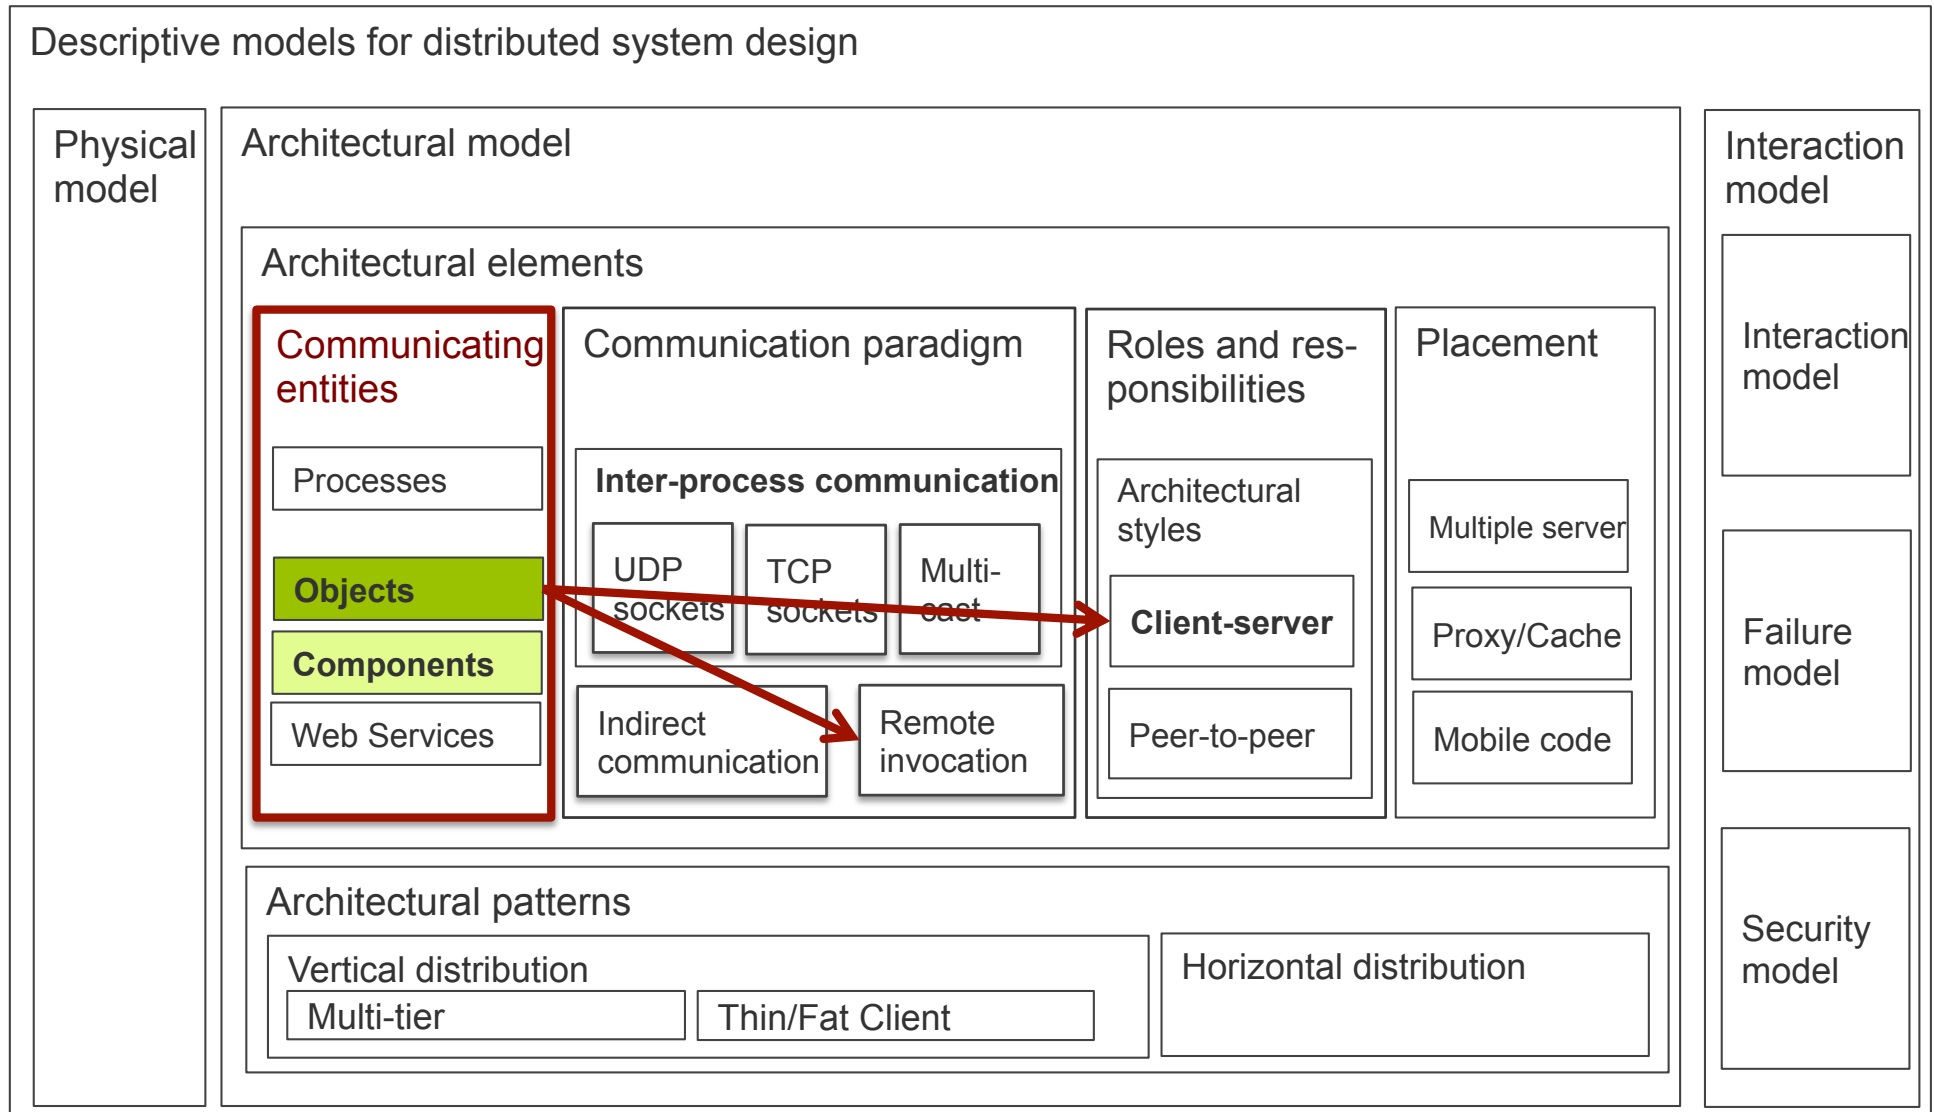 Descriptive models for distributed system design
Physical
model
Architectural model
Architectural elements
Communicating
entities
Processes
Objects
Components
Web Services
Communication paradigm
Inter-process communication
UDP
sockets
TCP
sockets
Multi-
cast
Indirect
communication
Remote
invocation
Roles and res-
ponsibilities
Architectural
styles
Client-server
Peer-to-peer
Placement
Multiple server
Proxy/Cache
Mobile code
Architectural patterns
Vertical distribution
Multi-tier
Thin/Fat Client
Horizontal distribution
Interaction
model
Interaction
model
Failure
model
Security
model